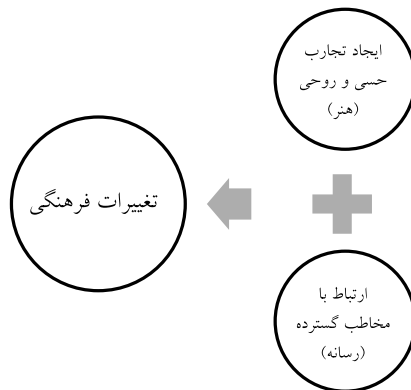 ایجاد تجارب
حسی و روحی
(هنر)
ارتباط با
مخاطب گسترده
(رسانه)
تغییرات فرهنگی